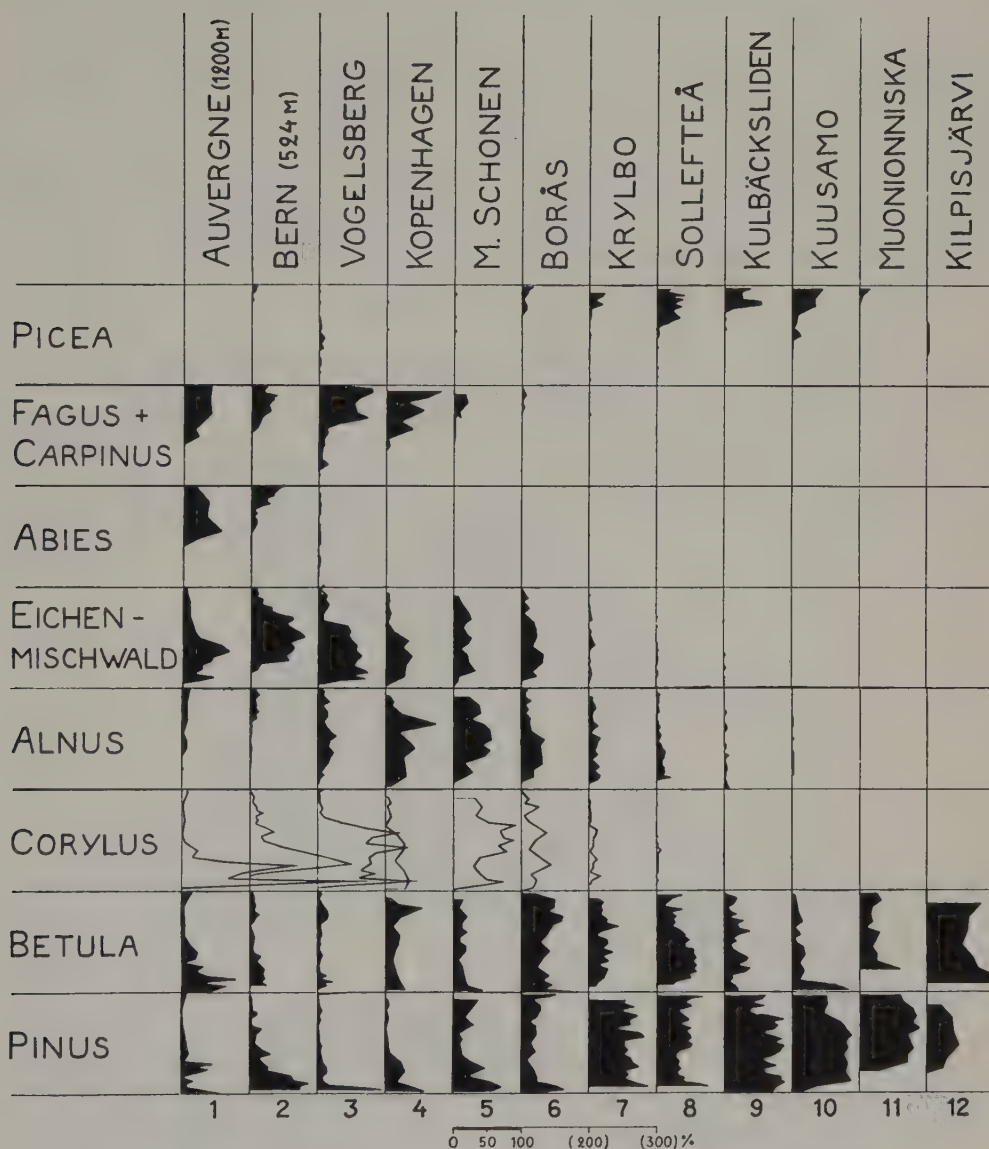 AUVERGNE (1200M)
BERN (524 M)
VOGELSBERG
KOPENHAGEN
M. SCHONEN
BORÅS
KRYLBO
SOLLEFTEÅ
KULBÄCKSLIDEN
KUUSAMO
MUONIONNISKA
KILPISJÄRVI
PICEA
FAGUS +
CARPINUS
ABIES
EICHEN-
MISCHWALD
ALNUS
CORYLUS
BETULA
PINUS
1 2 3 4 5 6 7 8 9 10 11 12
0 50 100 (200) (300) %